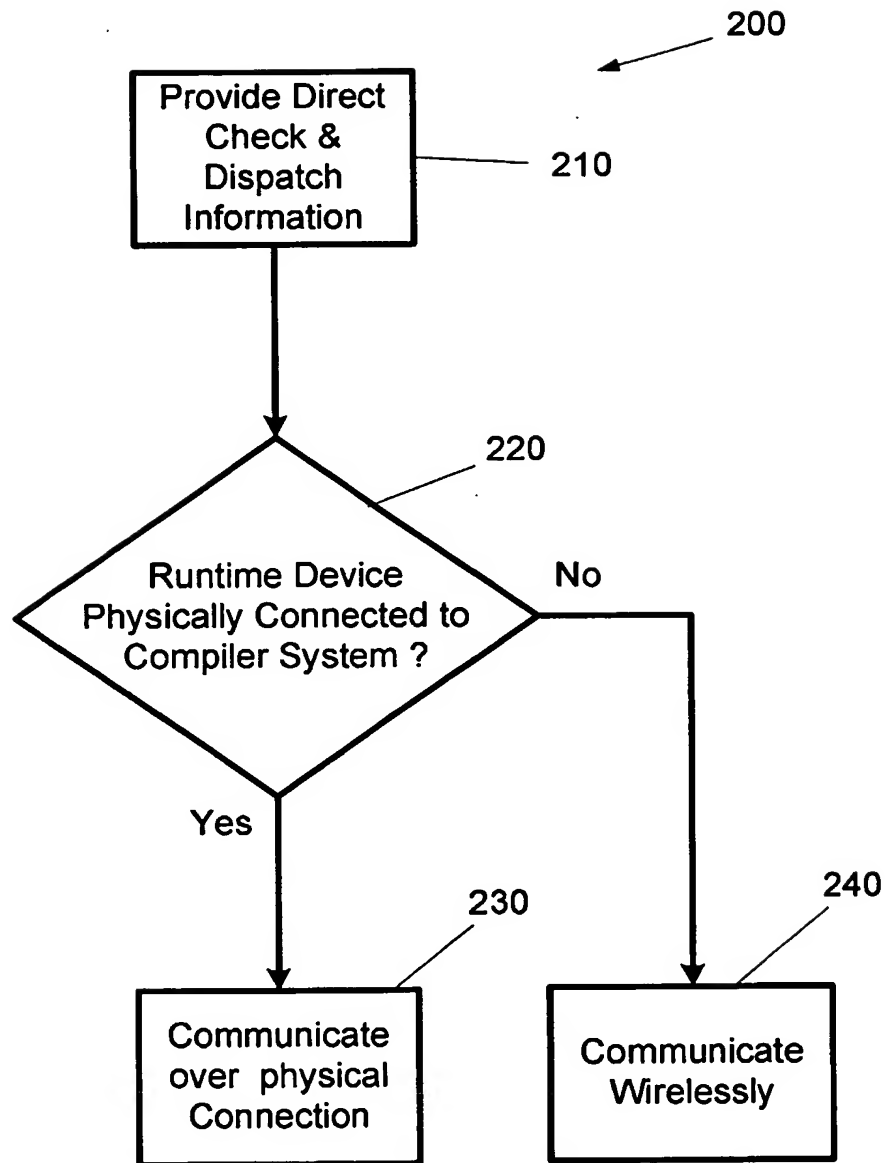 200
Provide Direct
Check &
Dispatch
Information
210
220
Runtime Device
Physically Connected to
Compiler System ?
No
Yes
230
240
Communicate
over physical
Connection
Communicate
Wirelessly